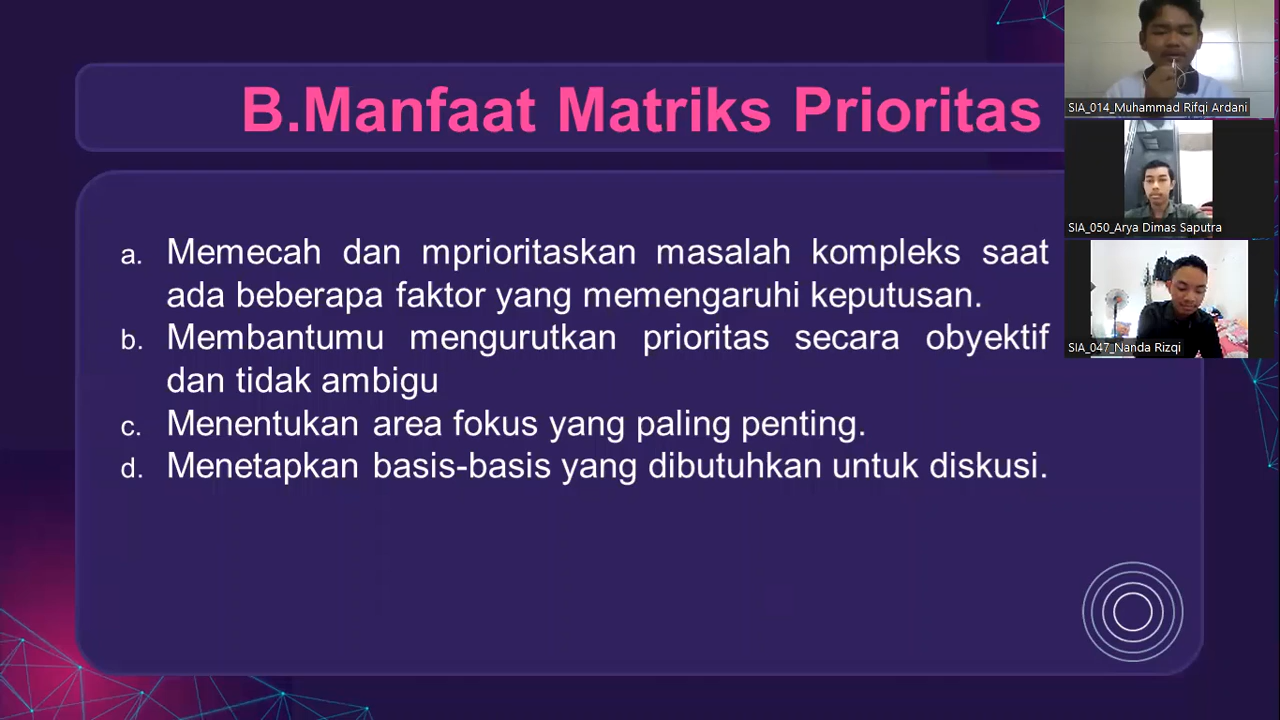 B.Manfaat Matriks Prioritas
a. Memecah dan mprioritaskan masalah kompleks saat
ada beberapa faktor yang memengaruhi keputusan.
b. Membantumu mengurutkan prioritas secara obyektif
dan tidak ambigu
c. Menentukan area fokus yang paling penting.
d. Menetapkan basis-basis yang dibutuhkan untuk diskusi.
SIA_014_Muhammad Rifqi Ardani
SIA_050_Arya Dimas Saputra
SIA_047_Nanda Rizqi